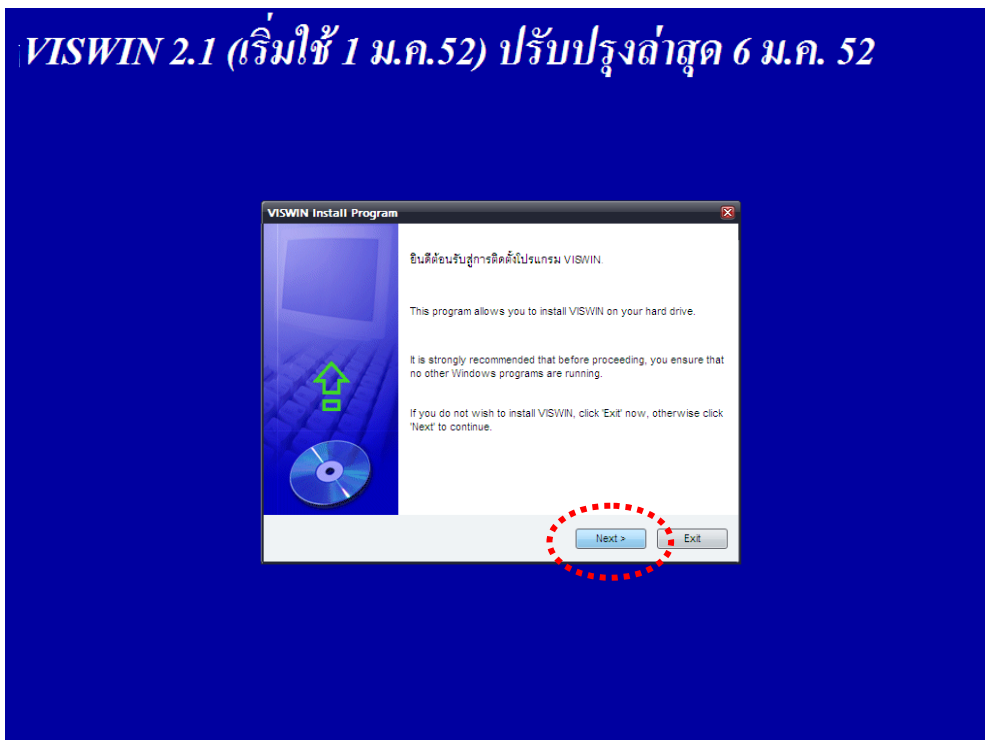 VISWIN 2.1 (เริ่มใช้ 1 ม.ค.52) ปรับปรุงล่าสุด 6 ม.ค. 52
VISWIN Install Program
ยินดีต้อนรับสู่การติดตั้งโปรแกรม VISWIN.
This program allows you to install VISWIN on your hard drive.
It is strongly recommended that before proceeding, you ensure that
no other Windows programs are running.
If you do not wish to install VISWIN, click 'Exit' now, otherwise click
'Next' to continue.
Next >
Exit